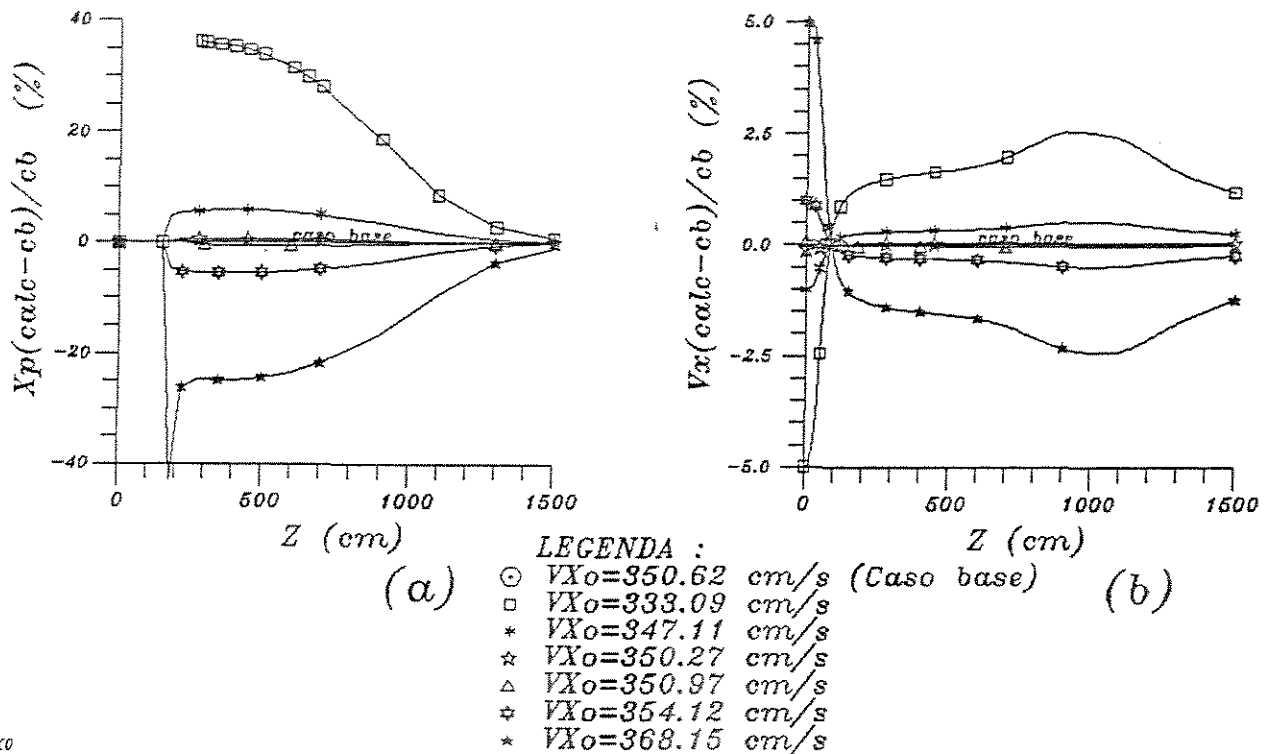 Xp(calc-cb)/cb (%)
40
20
0
-20
-40
caso base
0
500
1000
1500
Z (cm)
(a)
Vx(calc-cb)/cb (%)
5.0
2.5
0.0
-2.5
-5.0
caso base
0
500
1000
1500
Z (cm)
(b)
LEGENDA :
VXo=350.62 cm/s (Caso base)
VXo=333.09 cm/s
VXo=347.11 cm/s
VXo=350.27 cm/s
VXo=350.97 cm/s
VXo=354.12 cm/s
VXo=368.15 cm/s